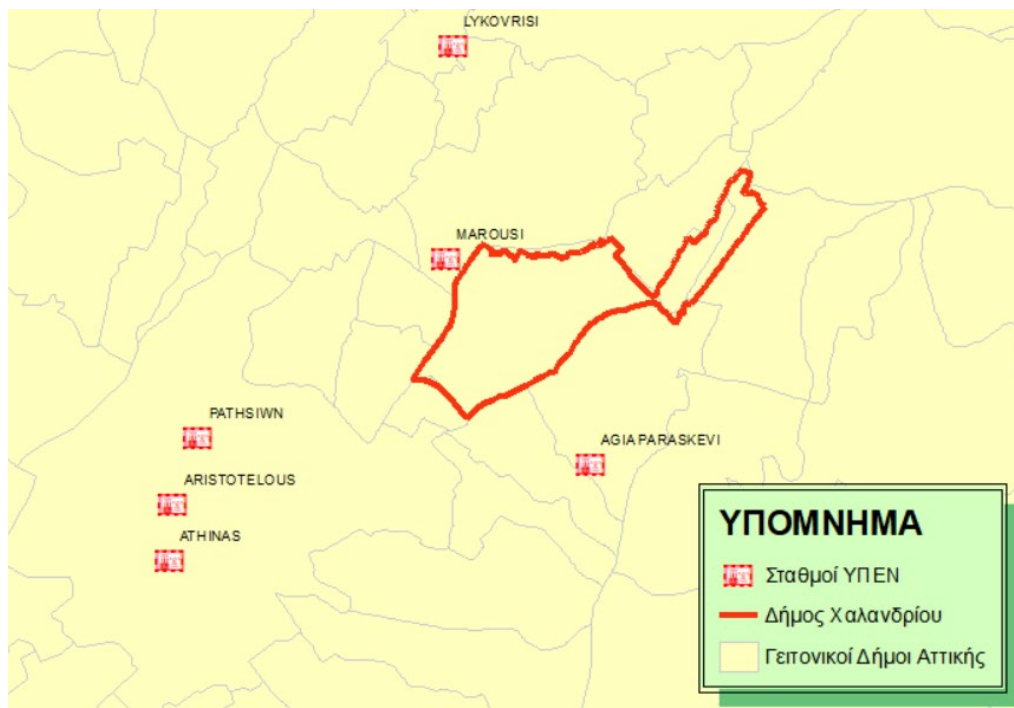 LYKOVRISI
MAROUSI
PATHSIWN
AGIA PARASKEVI
ARISTOTELOUS
ATHINAS
ΥΠΟΜΝΗΜΑ
Σταθμοί ΥΠΕΝ
Δήμος Χαλανδρίου
Γειτονικοί Δήμοι Αττικής